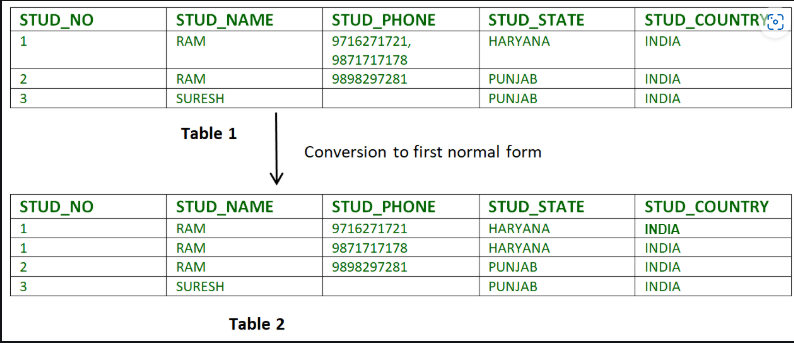 STUD_NO STUD_NAME STUD_PHONE STUD_STATE STUD_COUNTRY
1 RAM 9716271721, HARYANA INDIA
9871717178
2 RAM 9898297281 PUNJAB INDIA
3 SURESH PUNJAB INDIA
Table 1
Conversion to first normal form
STUD_NO STUD_NAME STUD_PHONE STUD_STATE STUD_COUNTRY
1 RAM 9716271721 HARYANA INDIA
1 RAM 9871717178 HARYANA INDIA
2 RAM 9898297281 PUNJAB INDIA
3 SURESH PUNJAB INDIA
Table 2